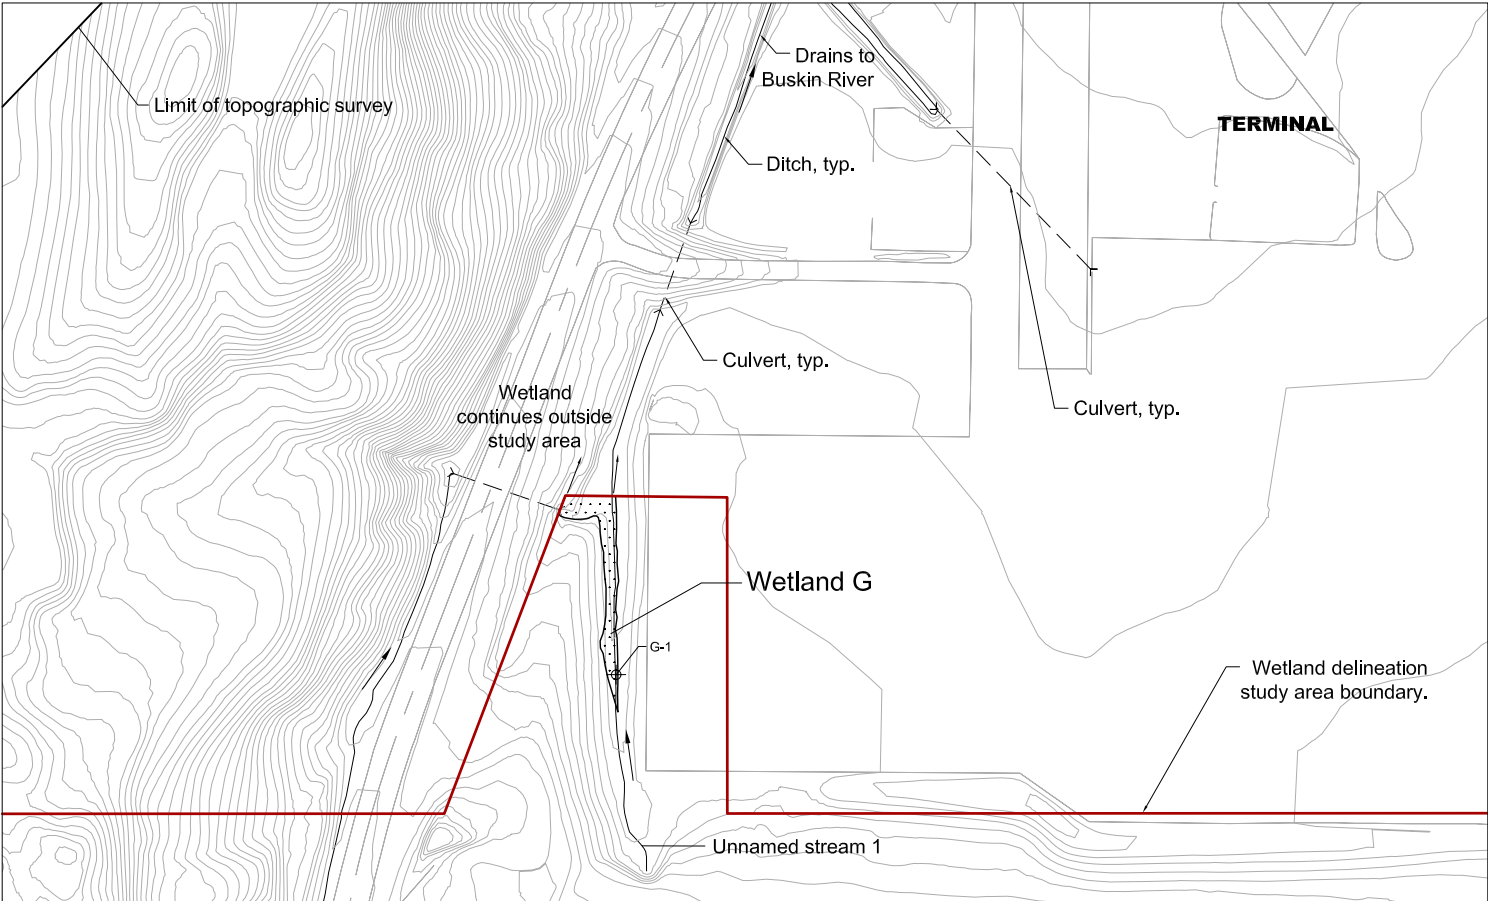 Drains to
Buskin River
Limit of topographic survey
TERMINAL
Ditch, typ.
Culvert, typ.
Wetland
continues outside
study area
Culvert, typ.
Wetland G
G-1
Wetland delineation
study area boundary.
Unnamed stream 1